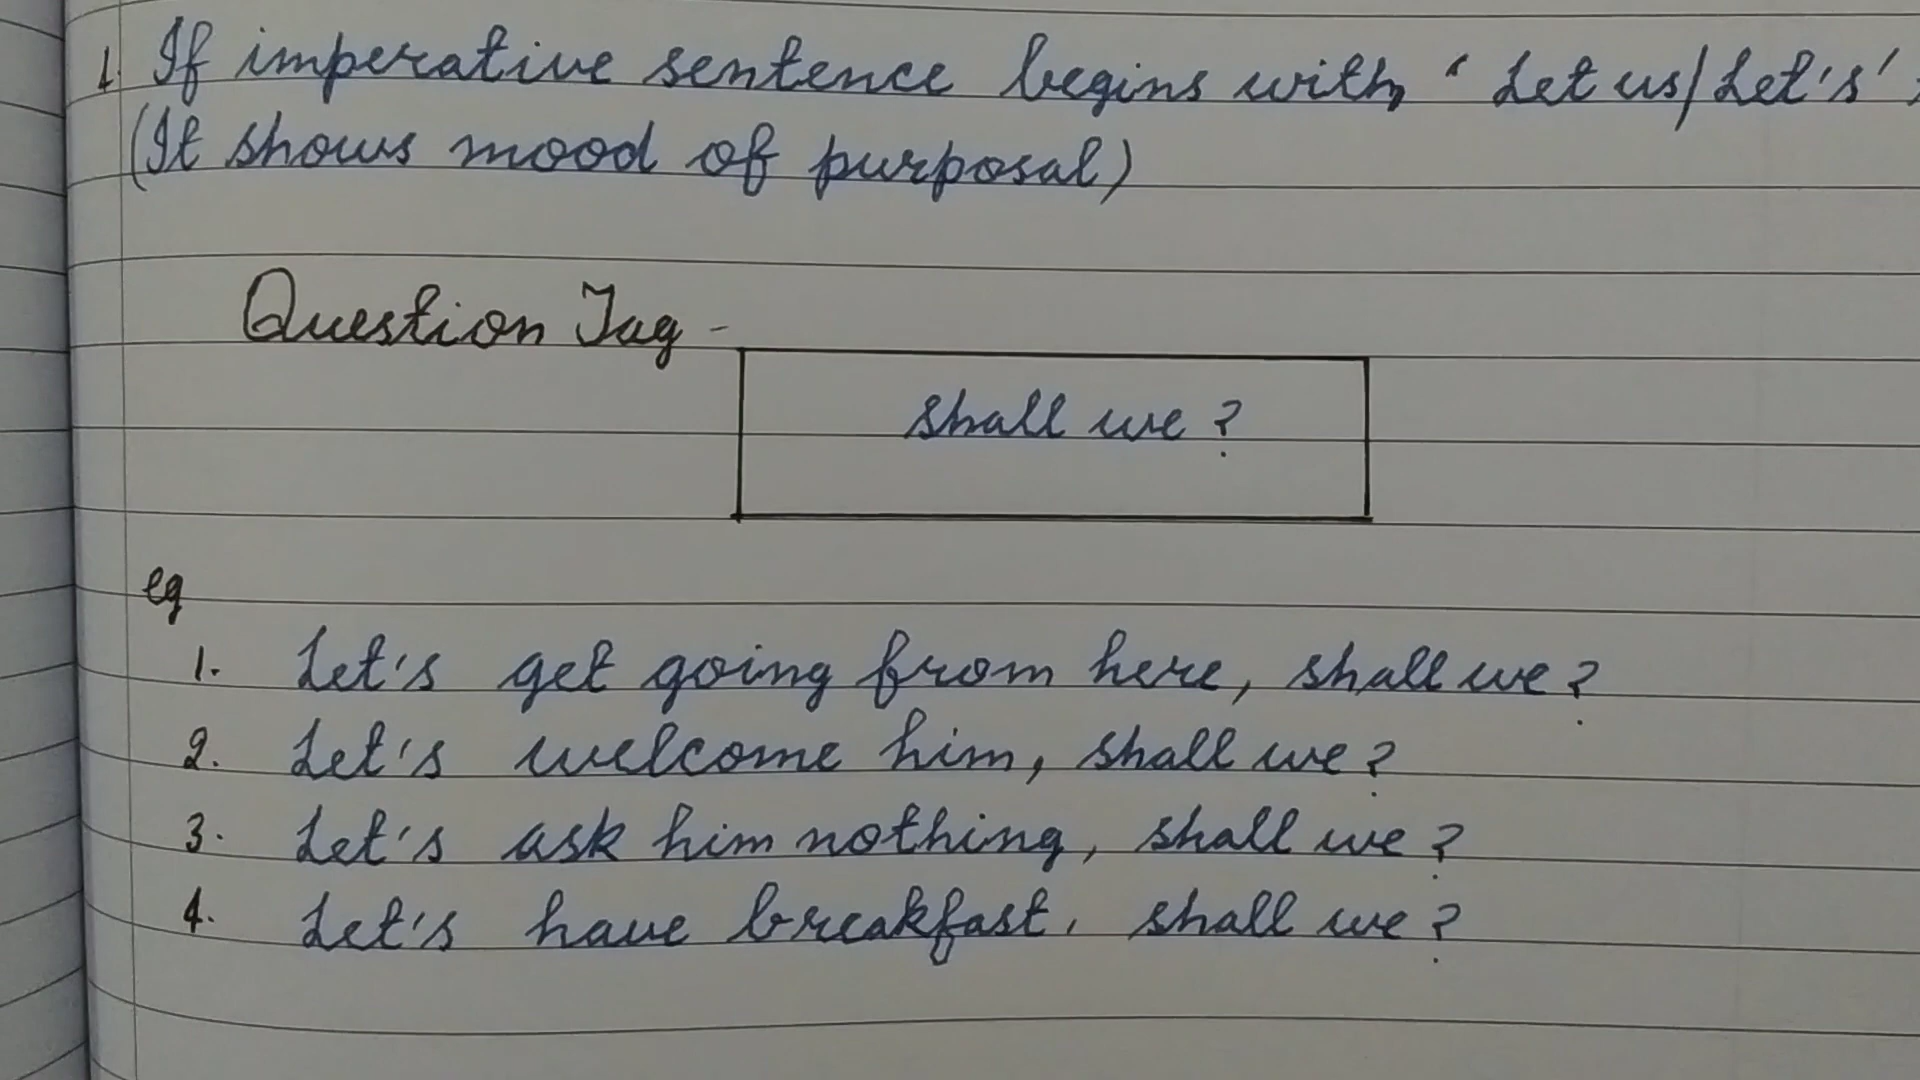 1. If imperative sentence begins with, ' Let us/Let's'
(It shows mood of purposal)
Question Tag -
shall we ?
eg
1. Let's get going from here, shall we ?
2. Let's welcome him, shall we ?
3. Let's ask him nothing, shall we ?
4. Let's have breakfast, shall we ?